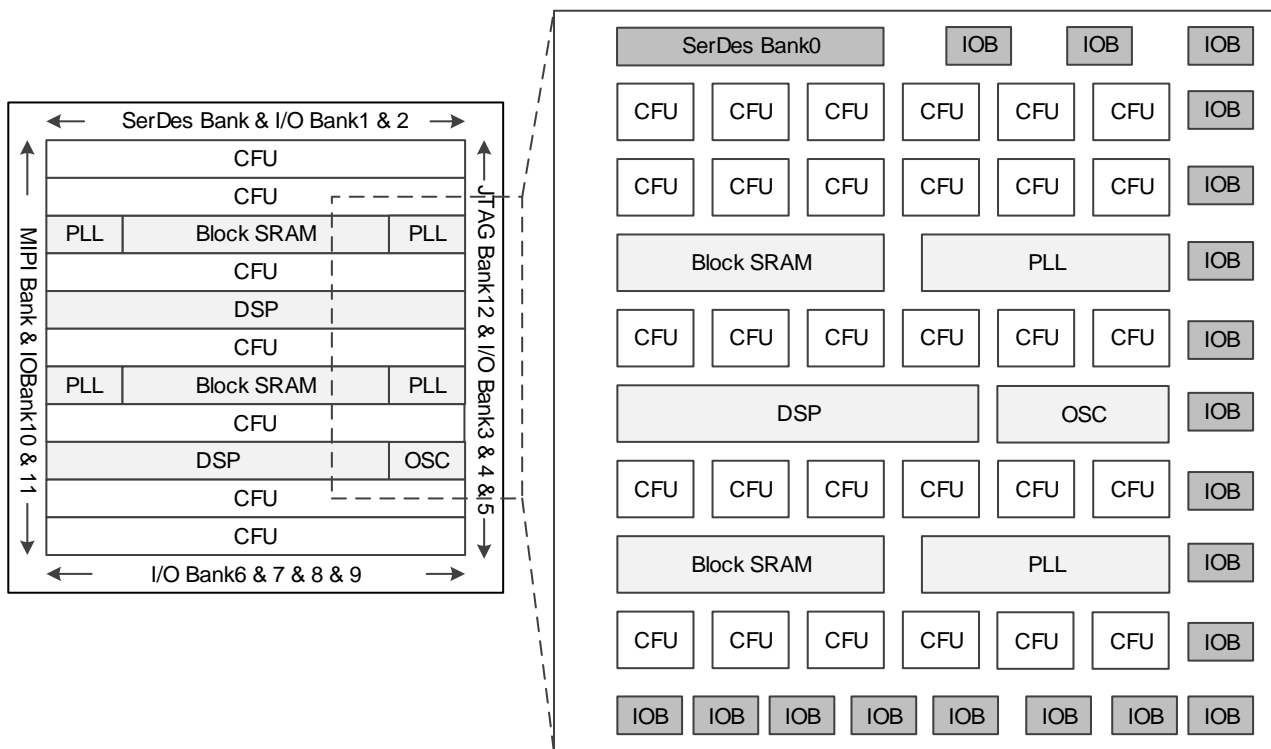 SerDes Bank & I/O Bank1 & 2
MIPI Bank & IOBank10 & 11
CFU
CFU
PLL Block SRAM PLL
CFU
DSP
CFU
PLL Block SRAM PLL
CFU
DSP OSC
CFU
CFU
JTAG Bank12 & I/O Bank3 & 4 & 5
I/O Bank6 & 7 & 8 & 9
SerDes Bank0 IOB IOB IOB
CFU CFU CFU CFU CFU CFU IOB
CFU CFU CFU CFU CFU CFU IOB
Block SRAM PLL IOB
CFU CFU CFU CFU CFU CFU IOB
DSP OSC IOB
CFU CFU CFU CFU CFU CFU IOB
Block SRAM PLL IOB
CFU CFU CFU CFU CFU CFU IOB
IOB IOB IOB IOB IOB IOB IOB IOB